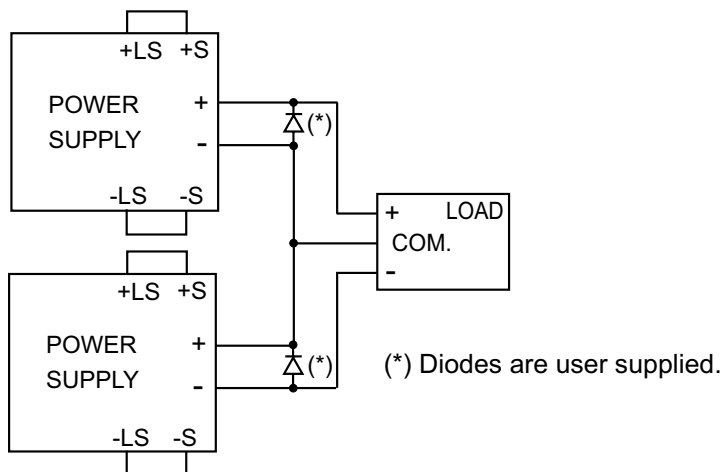 +LS +S
POWER
SUPPLY
+
-
(*)
-LS -S
+ LOAD
COM.
-
+LS +S
POWER
SUPPLY
+
-
(*)
-LS -S
(*) Diodes are user supplied.